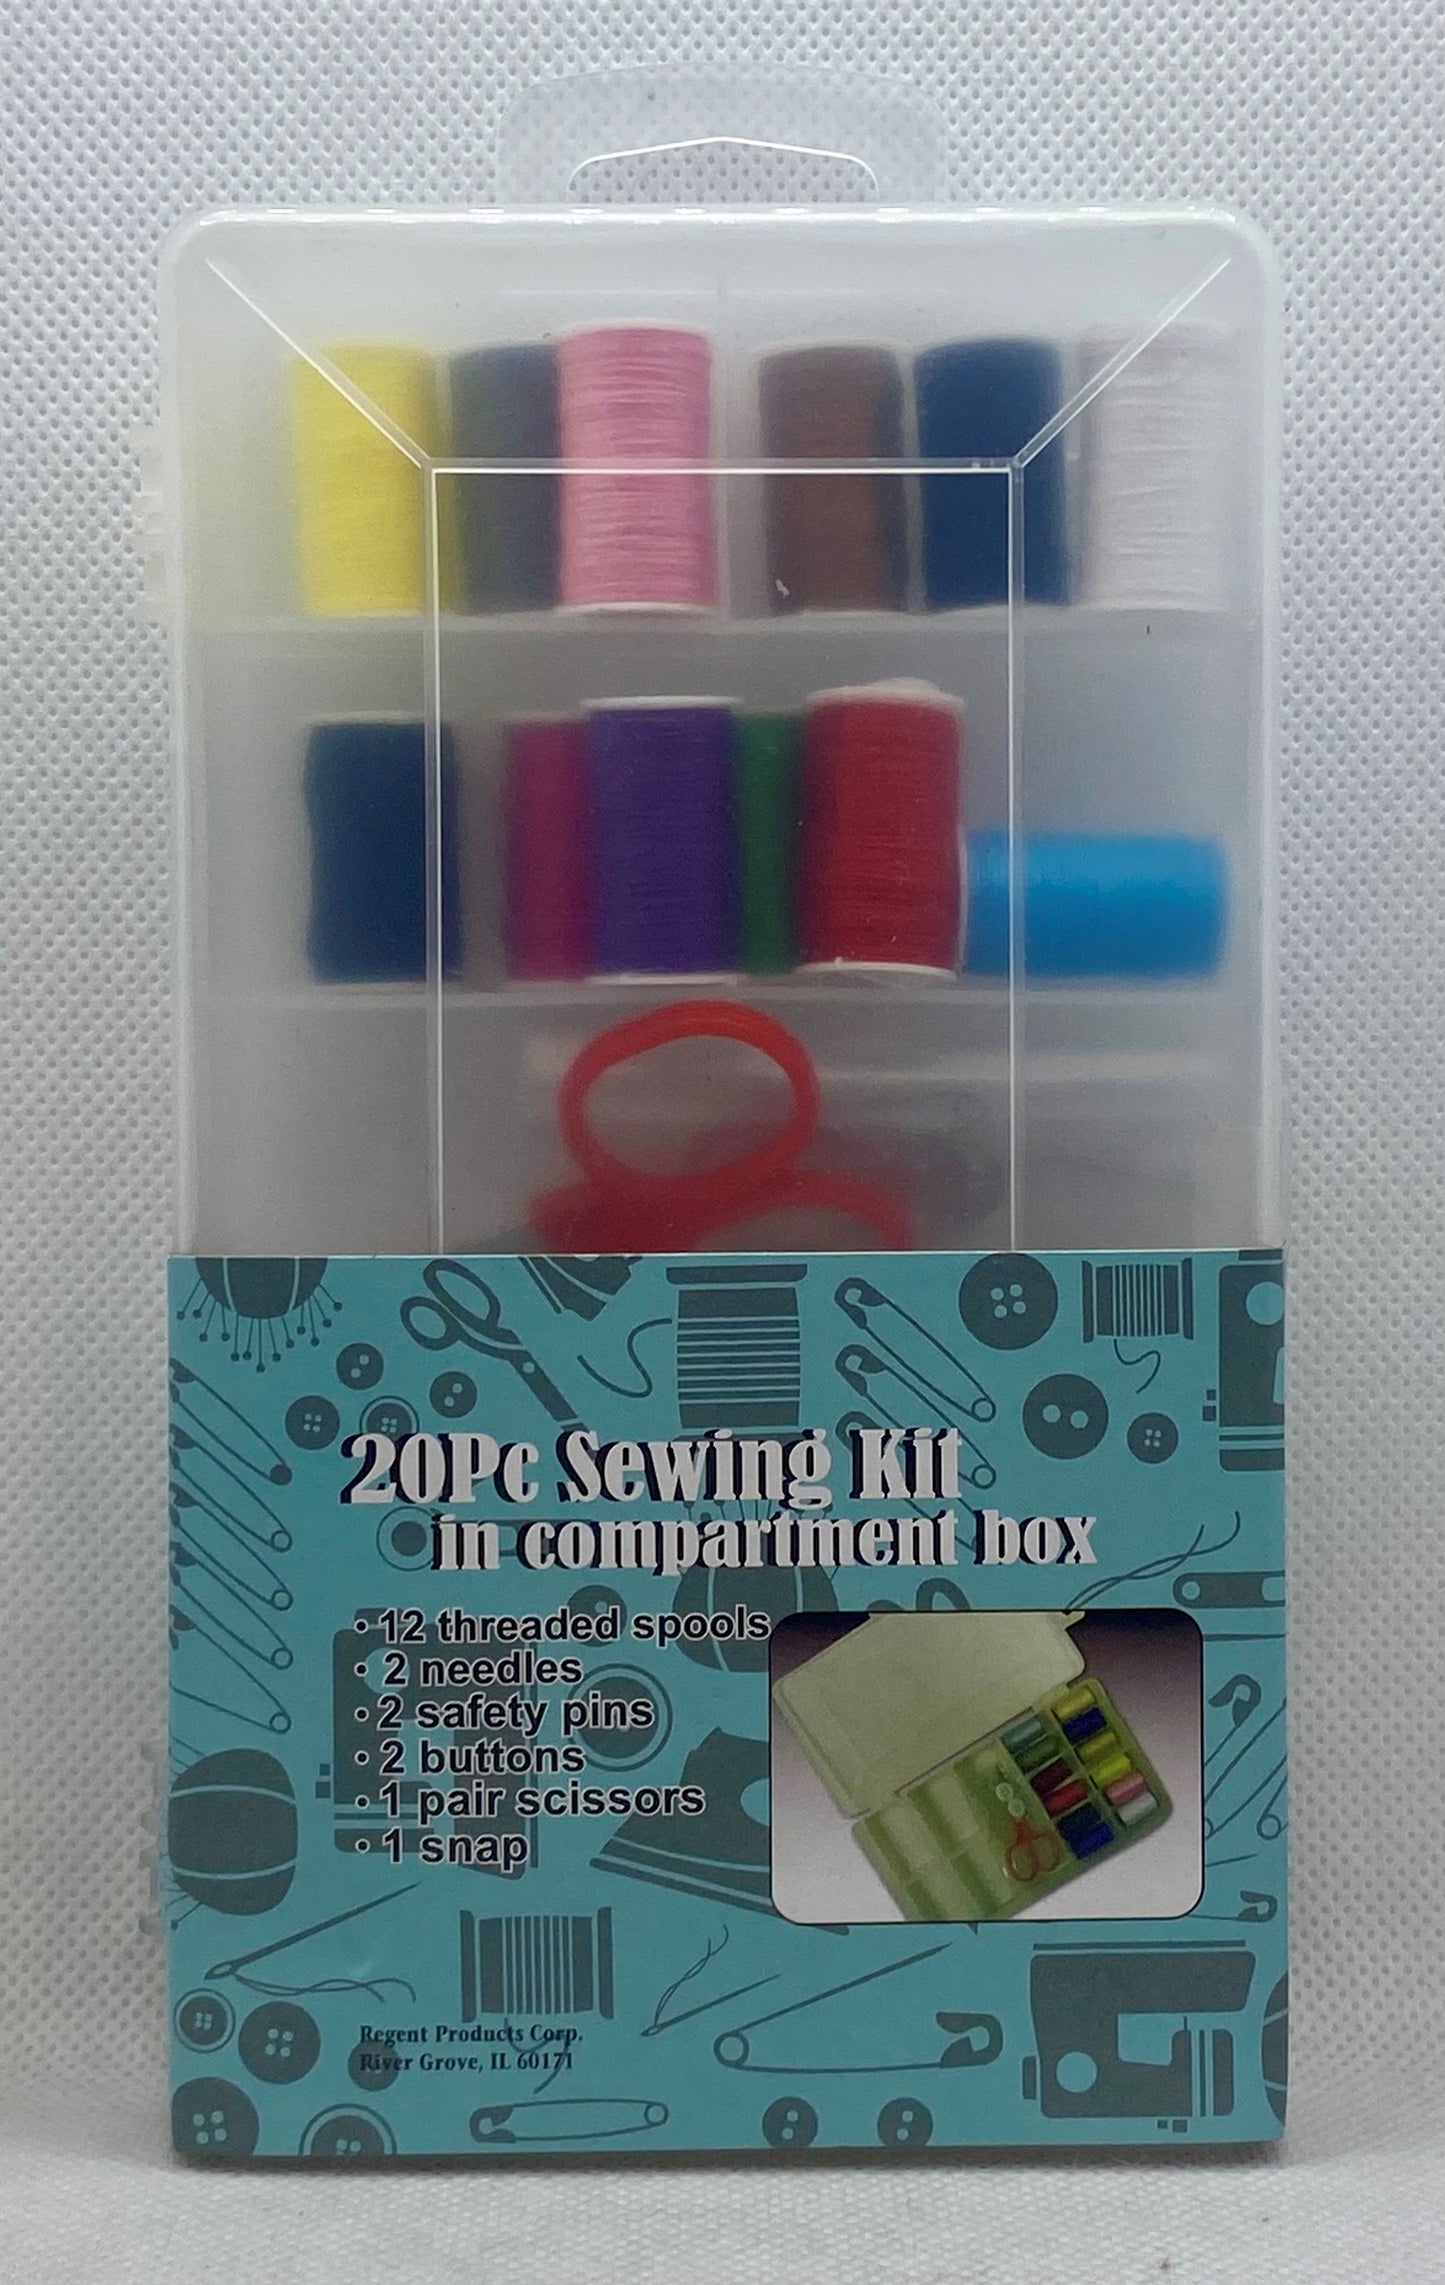 20Pc Sewing Kit
in compartment box
• 12 threaded spools
• 2 needles
• 2 safety pins
• 2 buttons
• 1 pair scissors
• 1 snap
Regent Products Corp.
River Grove, IL 60171